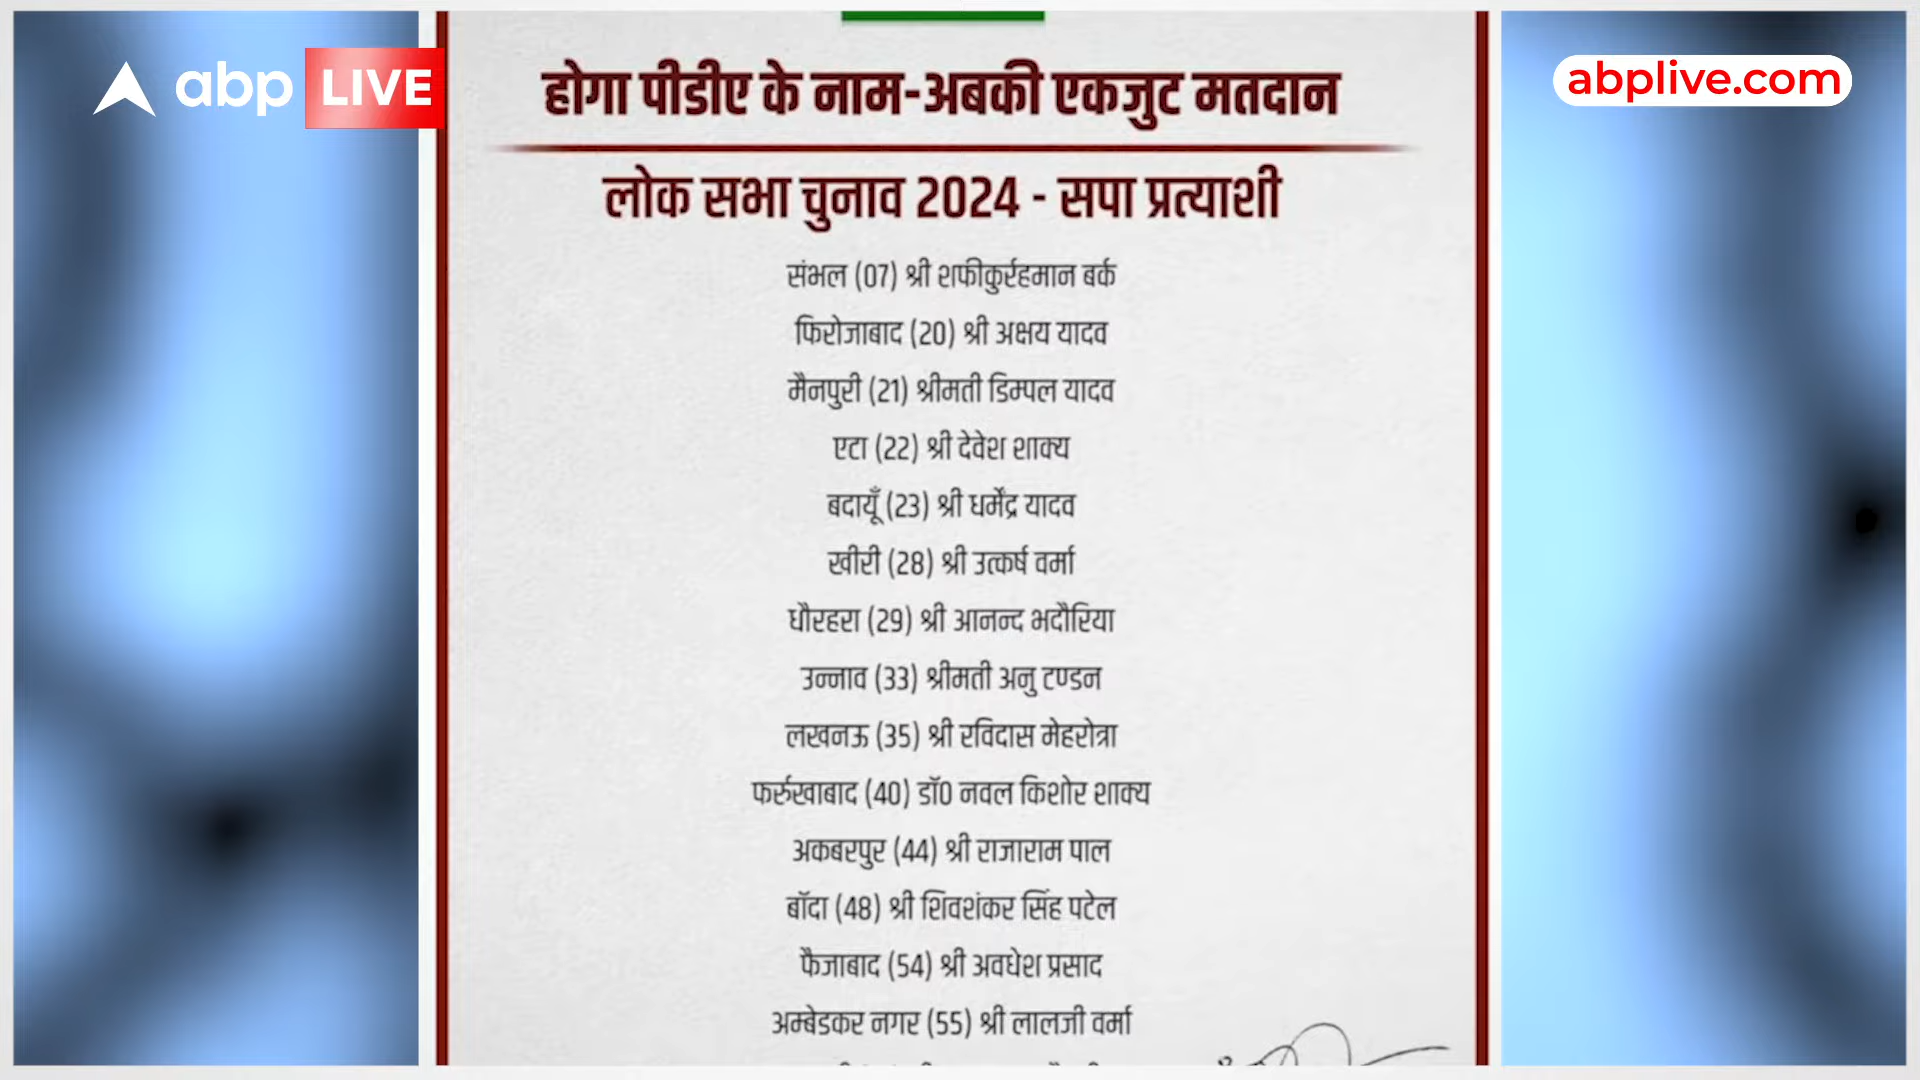 abp LIVE
abplive.com
होगा पीडीए के नाम-अबकी एकजुट मतदान
लोक सभा चुनाव 2024 - सपा प्रत्याशी
संभल (07) श्री शफीकुर्रहमान बर्क
फिरोजाबाद (20) श्री अक्षय यादव
मैनपुरी (21) श्रीमती डिम्पल यादव
एटा (22) श्री देवेश शाक्य
बदायूँ (23) श्री धर्मेंद्र यादव
खीरी (28) श्री उत्कर्ष वर्मा
धौरहरा (29) श्री आनन्द भदौरिया
उन्नाव (33) श्रीमती अनु टण्डन
लखनऊ (35) श्री रविदास मेहरोत्रा
फर्रुखाबाद (40) डॉ0 नवल किशोर शाक्य
अकबरपुर (44) श्री राजाराम पाल
बॉदा (48) श्री शिवशंकर सिंह पटेल
फैजाबाद (54) श्री अवधेश प्रसाद
अम्बेडकर नगर (55) श्री लालजी वर्मा